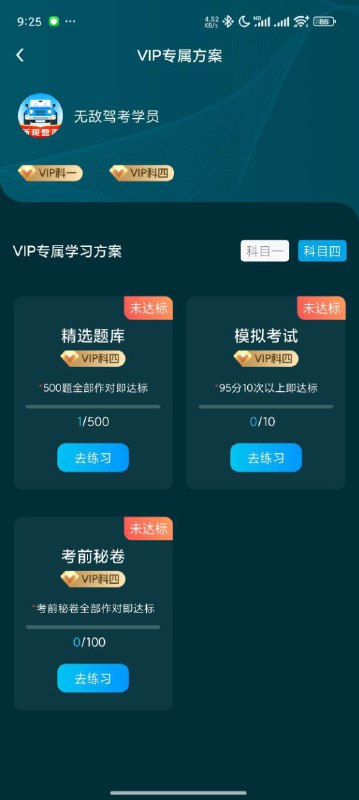 9:25
4.52 KB/s HD 86
VIP专属方案
新规题库
无敌驾考学员
VIP科一 VIP科四
VIP专属学习方案 科目一 科目四
未达标 未达标
精选题库 模拟考试
VIP科四 VIP科四
*500题全部作对即达标 *95分10次以上即达标
1/500 0/10
去练习 去练习
未达标
考前秘卷
VIP科四
*考前秘卷全部作对即达标
0/100
去练习